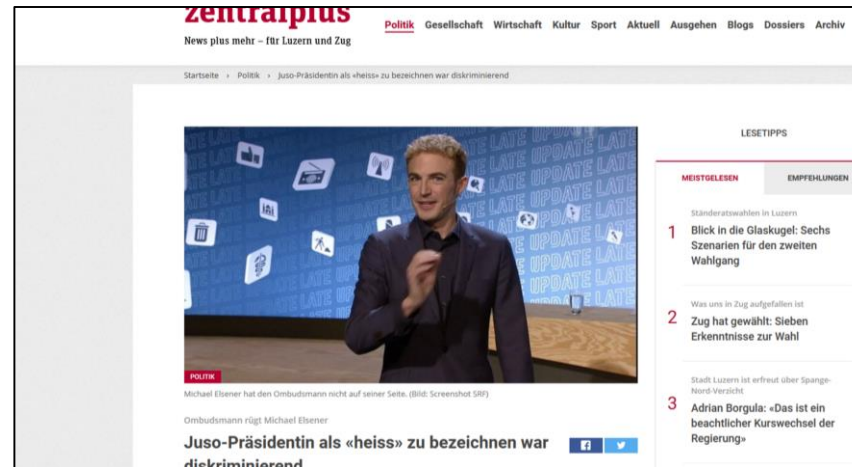 zentralplus
News plus mehr – für Luzern und Zug
Politik Gesellschaft Wirtschaft Kultur Sport Aktuell Ausgehen Blogs Dossiers Archiv
Startseite › Politik › Juso-Präsidentin als «heiss» zu bezeichnen war diskriminierend
LATE UPDATE LATE
UPDATE LATE UPDATE
POLITIK
Michael Elsener hat den Ombudsmann nicht auf seiner Seite. (Bild: Screenshot SRF)
Ombudsmann rügt Michael Elsener
Juso-Präsidentin als «heiss» zu bezeichnen war
diskriminierend
LESETIPPS
MEISTGELESEN EMPFEHLUNGEN
Ständeratswahlen in Luzern
1 Blick in die Glaskugel: Sechs
Szenarien für den zweiten
Wahlgang
Was uns in Zug aufgefallen ist
2 Zug hat gewählt: Sieben
Erkenntnisse zur Wahl
Stadt Luzern ist erfreut über Spange-
Nord-Verzicht
3 Adrian Borgula: «Das ist ein
beachtlicher Kurswechsel der
Regierung»